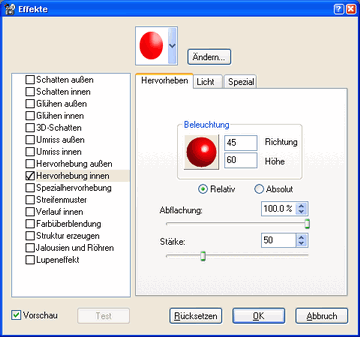 Effekte
Ändern...
Schatten außen
Schatten innen
Glühen außen
Glühen innen
3D-Schatten
Umriss außen
Umriss innen
Hervorhebung außen
Hervorhebung innen
Spezialhervorhebung
Streifenmuster
Verlauf innen
Farbüberblendung
Struktur erzeugen
Jalousien und Röhren
Lupeneffekt
Hervorheben Licht Spezial
Beleuchtung
45 Richtung
60 Höhe
Relativ Absolut
Abflachung: 100.0 %
Stärke: 50
Vorschau Test Rücksetzen OK Abbruch